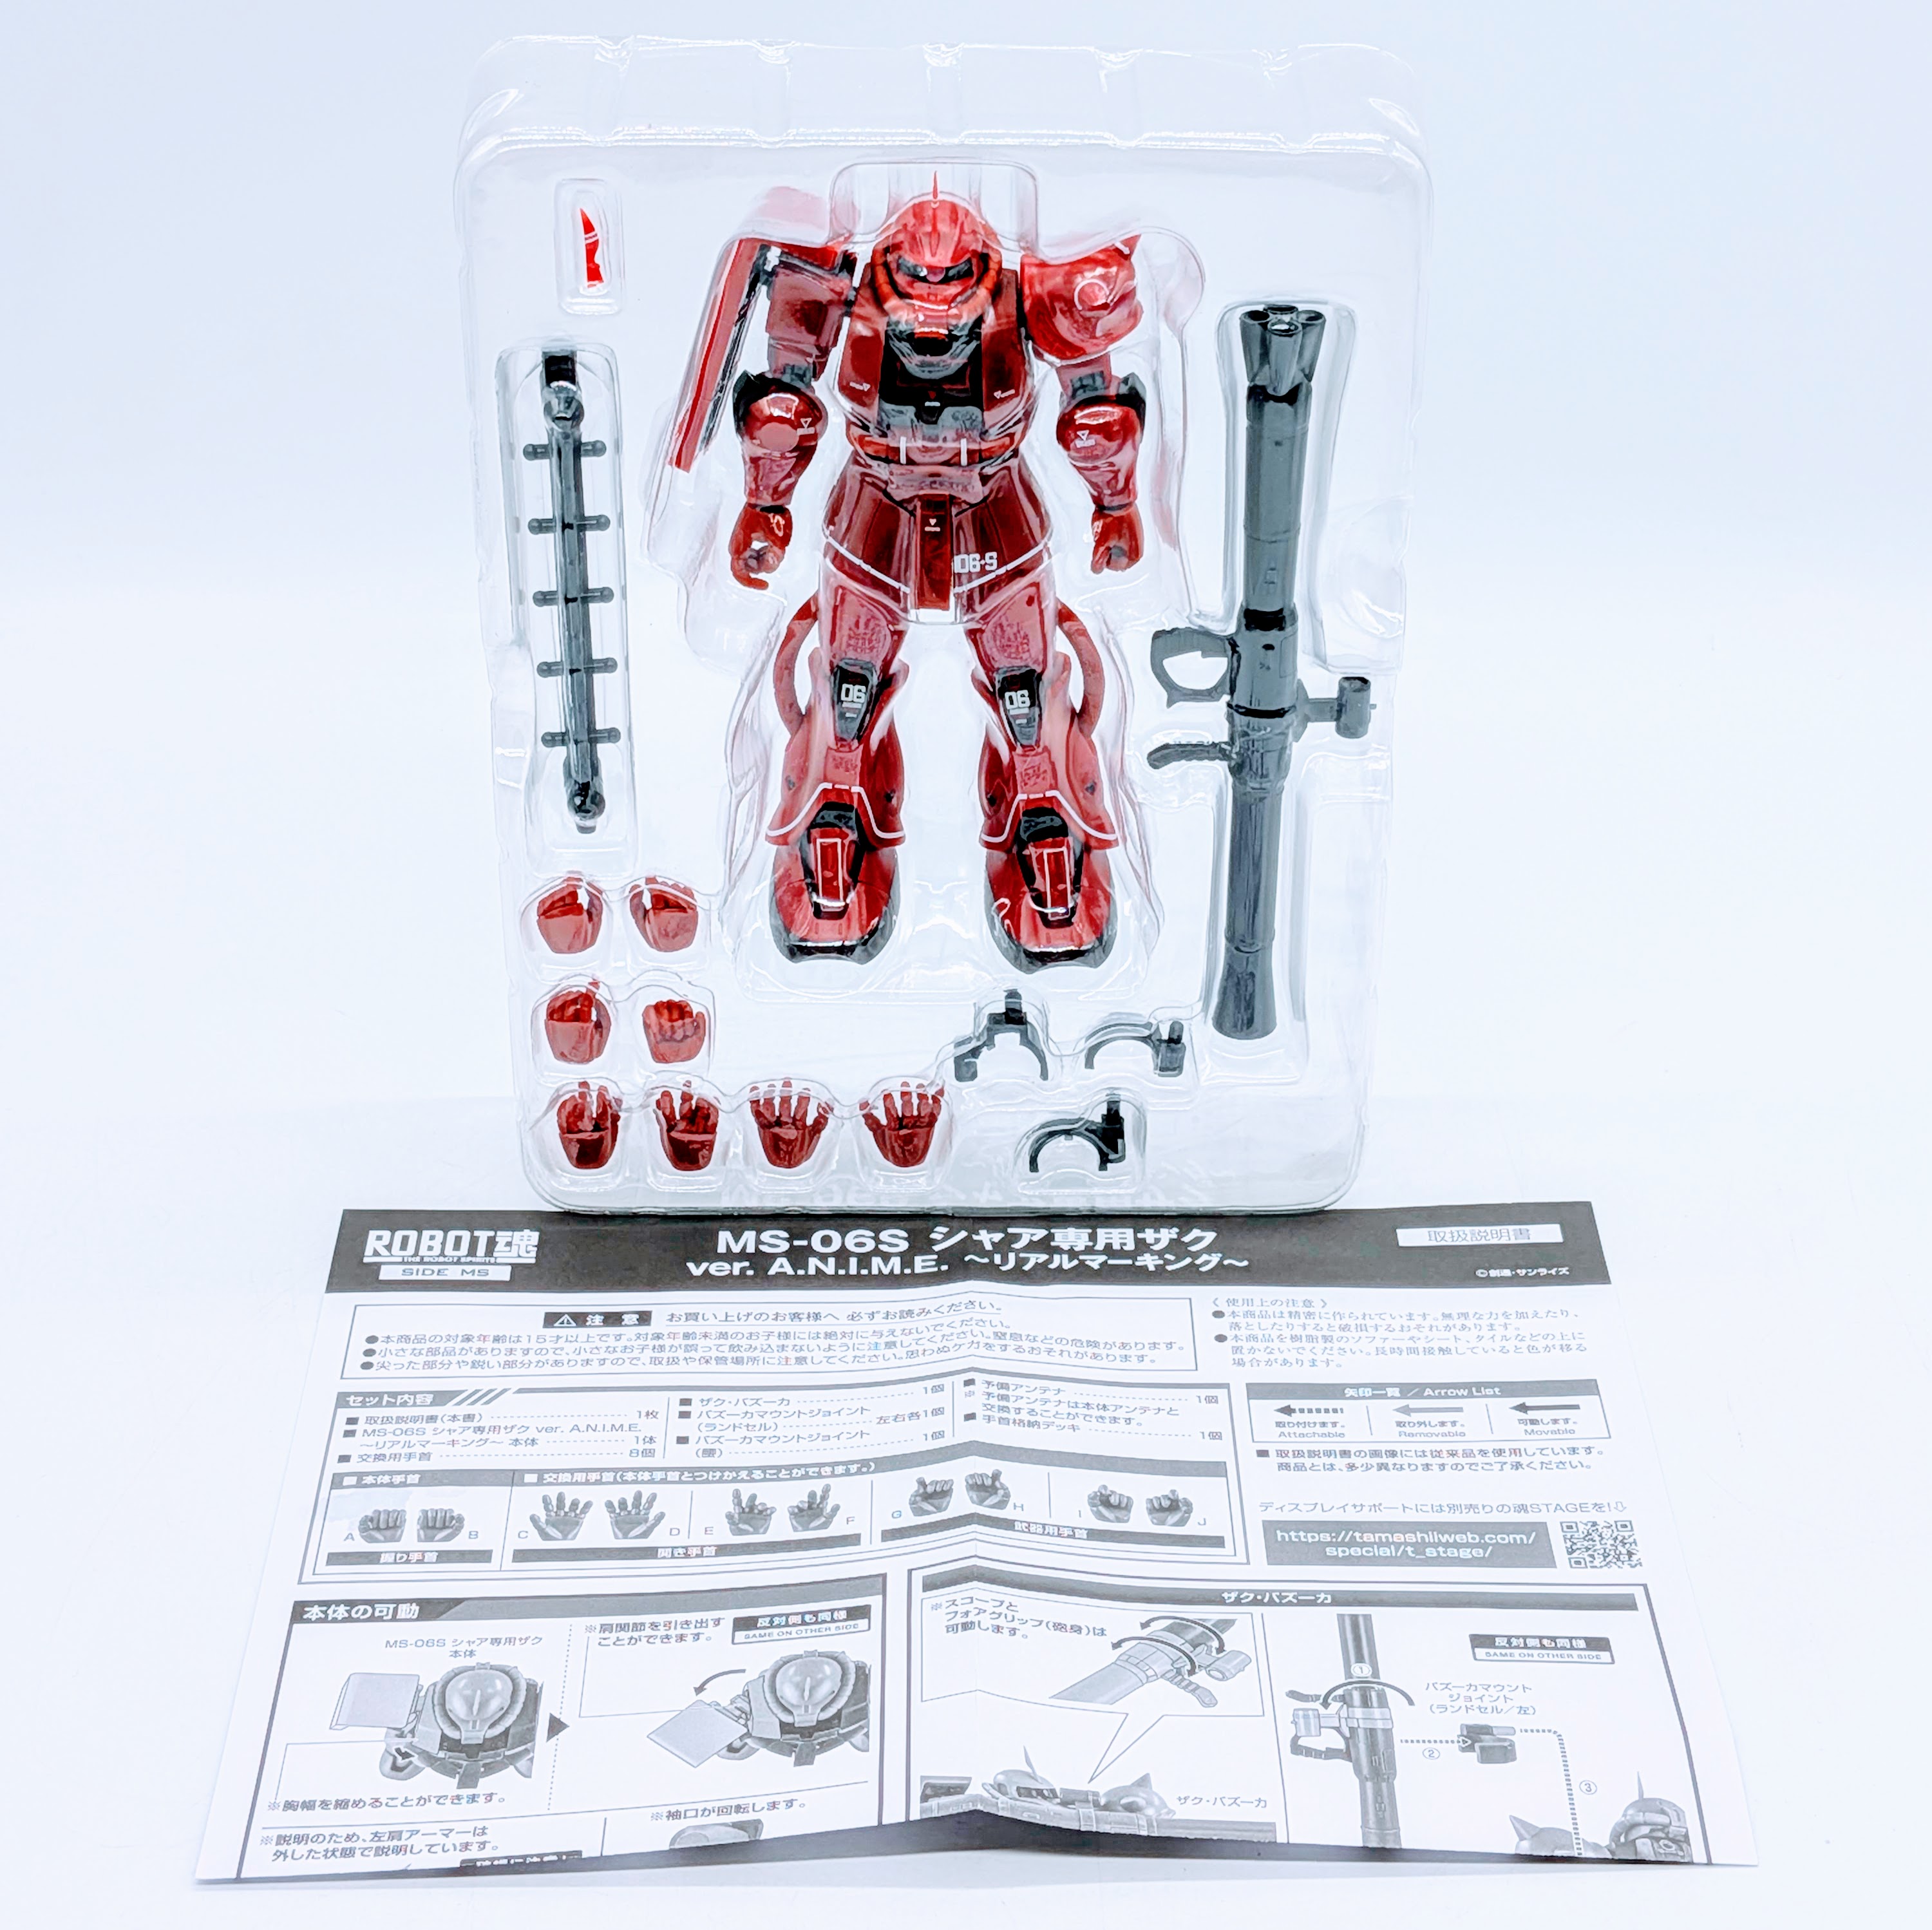 06-S
06
06
ROBOT魂
THE ROBOT SPIRITS
SIDE MS
MS-06S シャア専用ザク
ver. A.N.I.M.E. 〜リアルマーキング〜
取扱説明書
©創通・サンライズ
⚠ 注 意 お買い上げのお客様へ 必ずお読みください。
●本商品の対象年齢は15才以上です。対象年齢未満のお子様には絶対に与えないでください。
●小さな部品がありますので、小さなお子様が誤って飲み込まないように注意してください。窒息などの危険があります。
●尖った部分や鋭い部分がありますので、取扱や保管場所に注意してください。思わぬケガをするおそれがあります。
〈 使用上の注意 〉
●本商品は精密に作られています。無理な力を加えたり、
落としたりすると破損するおそれがあります。
●本商品を樹脂製のソファーやシート、タイルなどの上に
置かないでください。長時間接触していると色が移る
場合があります。
セット内容
■ 取扱説明書(本書) 1枚
■ MS-06S シャア専用ザク ver. A.N.I.M.E.
〜リアルマーキング〜 本体 1体
■ 交換用手首 8個
■ ザク・バズーカ 1個
■ バズーカマウントジョイント
(ランドセル) 左右各1個
■ バズーカマウントジョイント
(腰) 1個
■ 予備アンテナ 1個
※ 予備アンテナは本体アンテナと
交換することができます。
■ 手首格納デッキ 1個
矢印一覧 / Arrow List
取り付けます。
Attachable
取り外します。
Removable
可動します。
Movable
■ 取扱説明書の画像には従来品を使用しています。
商品とは、多少異なりますのでご了承ください。
■ 本体手首
■ 交換用手首(本体手首とつけかえることができます。)
A B C D E F G H I J
握り手首
開き手首
武器用手首
ディスプレイサポートには別売りの魂STAGEを!
https://tamashiiweb.com/
special/t_stage/
本体の可動
MS-06S シャア専用ザク
本体
※肩関節を引き出す
ことができます。
反対側も同様
SAME ON OTHER SIDE
※胸幅を縮めることができます。
※説明のため、左肩アーマーは
外した状態で説明しています。
※袖口が回転します。
ザク・バズーカ
※スコープと
フォアグリップ(砲身)は
可動します。
ザク・バズーカ
反対側も同様
SAME ON OTHER SIDE
①
バズーカマウント
ジョイント
(ランドセル/左)
②
③